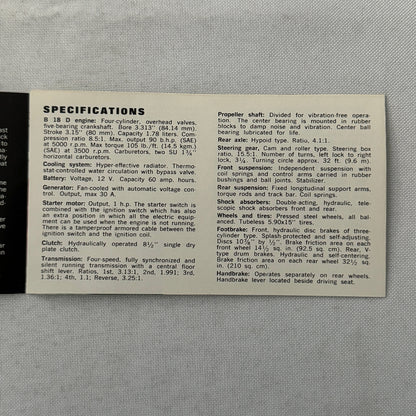 SPECIFICATIONS
B 18 D engine: Four-cylinder, overhead valves,
five-bearing crankshaft. Bore 3.313" (84.14 mm).
Stroke 3.15" (80 mm). Capacity 1.78 liters. Com-
pression ratio 8.5:1. Max. output 90 b.h.p. (SAE)
at 5000 r.p.m. Max torque 105 lb./ft. (14.5 kgm.)
(SAE) at 3500 r.p.m. Carburetors, two SU 1¾"
horizontal carburetors.
Cooling system: Hyper-effective radiator. Thermo-
stat-controlled water circulation with bypass valve.
Battery: Voltage, 12 V. Capacity 60 amp. hours.
Generator: Fan-cooled with automatic voltage con-
trol. Output, max 30 A.
Starter motor: Output, 1 h.p. The starter switch is
combined with the ignition switch which has also
an extra position in which all the electric equip-
ment can be used when the engine is not running.
There is a tamperproof armored cable between the
ignition switch and the ignition coil.
Clutch: Hydraulically operated 8½" single dry
plate clutch.
Transmission: Four-speed, fully synchronized and
silent running transmission with a central floor
shift lever. Ratios, 1st, 3.13:1, 2nd, 1.99:1; 3rd,
1.36:1; 4th, 1.1; Reverse, 3.25:1.
Propeller shaft: Divided for vibration-free opera-
tion. The center bearing is mounted in rubber
blocks to damp noise and vibration. Center ball
bearing lubricated for life.
Rear axle: Hypoid type. Ratio, 4.1:1.
Steering gear, Cam and roller type. Steering box
ratio, 15.5:1. Number of turns, left lock to right
lock, 3¼. Turning circle approx. 32 ft. (9.6 m).
Front suspension: Independent suspension with
coil springs and control arms carried in rubber
bushings and ball joints. Stabilizer.
Rear suspension: Fixed longitudinal support arms,
torque rods and track bar. Coil springs.
Shock absorbers: Double-acting, hydraulic, tele-
scopic shock absorbers front and rear.
Wheels and tires: Pressed steel wheels, all bal-
anced. Tubeless 5.90x15" tires.
Footbrake: Front, hydraulic disc brakes of three-
cylinder type. Splash-protected and self-adjusting.
Discs 10⅞" by ½". Brake friction area on each
front wheel 14½ sq. in. (92.5 sq cm). Rear, V-
type drum brakes. Hydraulic and self-centering.
Brake friction area on each rear wheel 32½ sq.
in. (210 sq. cm).
Handbrake: Operates separately on rear wheels.
Handbrake lever located beside driving seat.